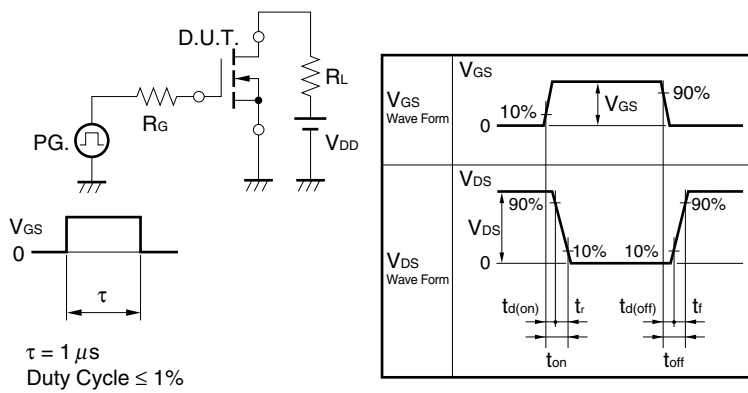 D.U.T.
RL
RG
PG.
VDD
VGS
0
τ
τ = 1 μs
Duty Cycle ≤ 1%
VGS
Wave Form
VGS
10%
VGS
90%
0
VDS
Wave Form
VDS
90%
VDS
10%
10%
90%
0
td(on)
tr
td(off)
tf
ton
toff